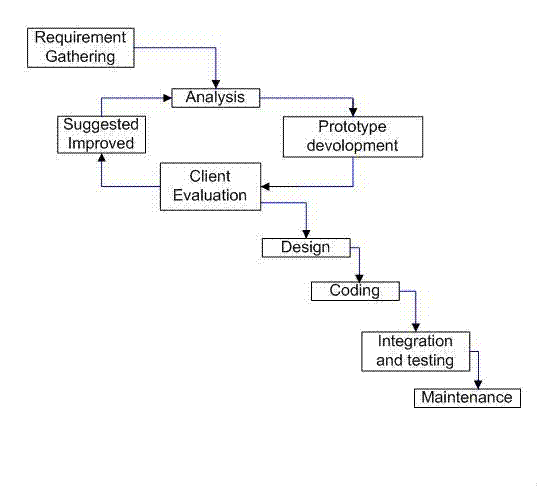 Requirement
Gathering
Analysis
Suggested
Improved
Prototype
devolopment
Client
Evaluation
Design
Coding
Integration
and testing
Maintenance